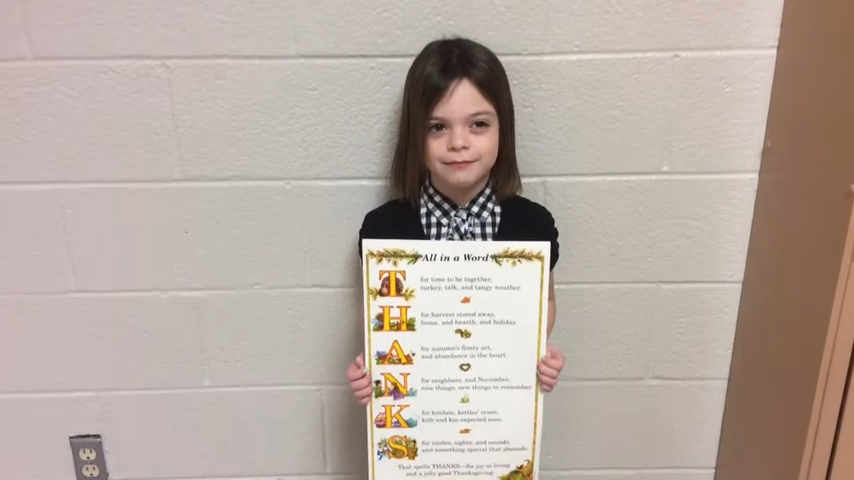 All in a Word
T for time to be together,
turkey, talk, and tangy weather.
H for harvest stored away,
home, and hearth, and holiday.
A for autumn's frosty art,
and abundance in the heart.
N for neighbors, and November,
nice things, new things to remember.
K for kitchen, kettles' croon,
kith and kin expected soon.
S for sizzles, sights, and sounds,
and something special that abounds.
That spells THANKS—for joy in living
and a jolly good Thanksgiving.